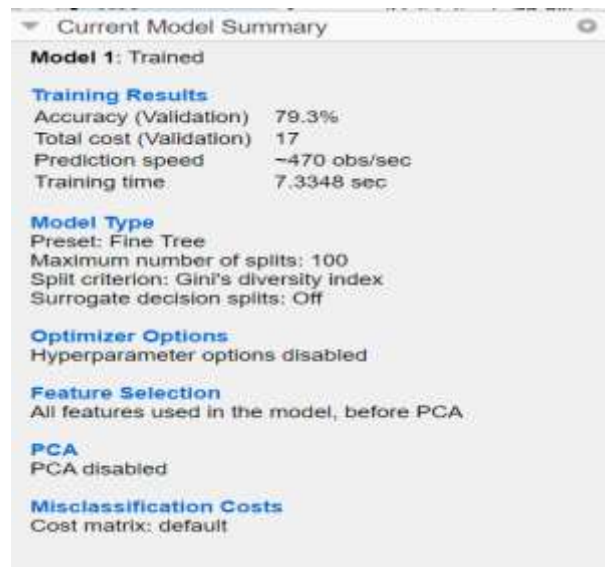 Current Model Summary
Model 1: Trained
Training Results
Accuracy (Validation) 79.3%
Total cost (Validation) 17
Prediction speed ~470 obs/sec
Training time 7.3348 sec
Model Type
Preset: Fine Tree
Maximum number of splits: 100
Split criterion: Gini's diversity index
Surrogate decision splits: Off
Optimizer Options
Hyperparameter options disabled
Feature Selection
All features used in the model, before PCA
PCA
PCA disabled
Misclassification Costs
Cost matrix: default